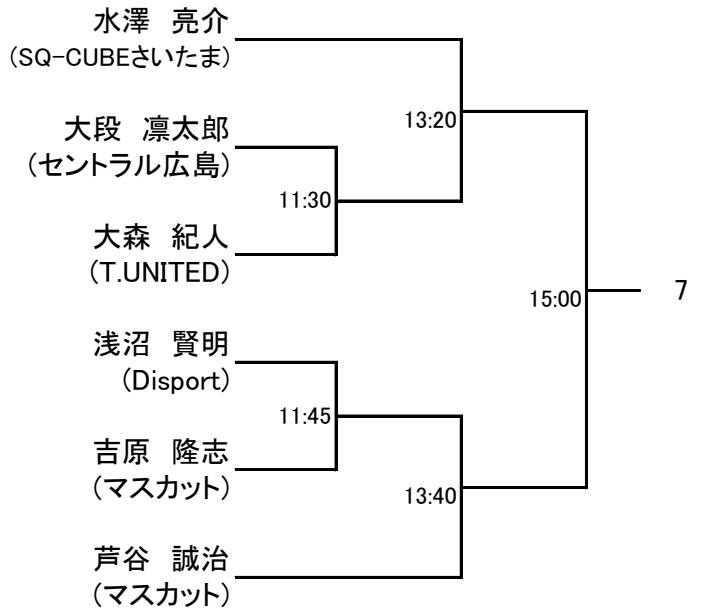 水澤 亮介
(SQ-CUBEさいたま)
13:20
大段 凛太郎
(セントラル広島)
11:30
大森 紀人
(T.UNITED)
15:00
7
浅沼 賢明
(Disport)
11:45
吉原 隆志
(マスカット)
13:40
芦谷 誠治
(マスカット)